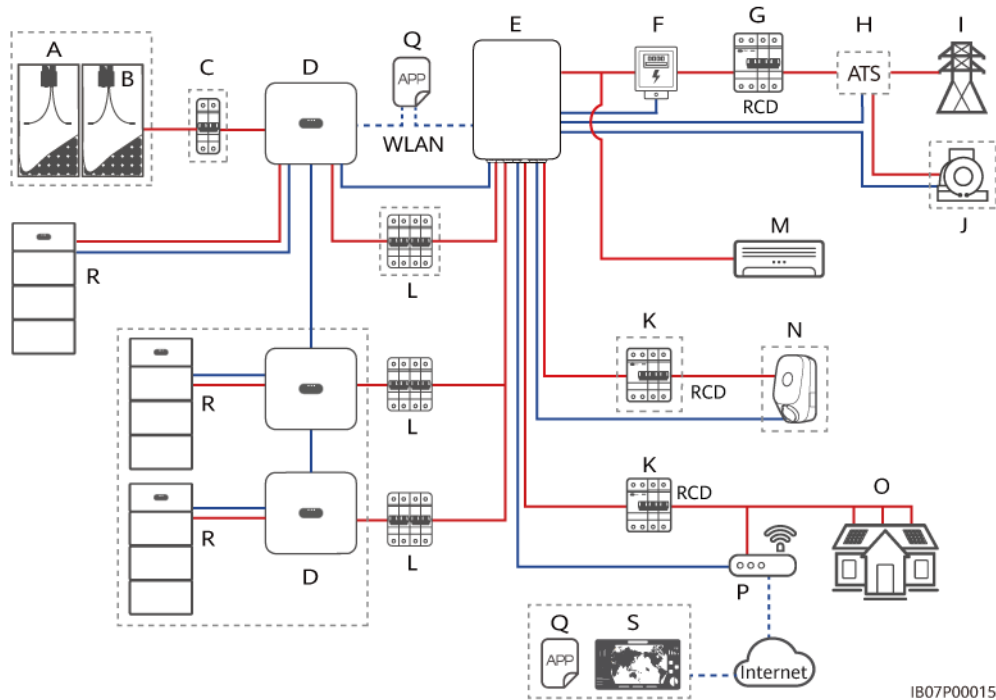 A
B
C
D
Q
APP
WLAN
E
F
G
RCD
H
ATS
I
J
M
R
L
K
RCD
N
R
L
K
RCD
O
R
D
L
P
Q
APP
S
Internet
IB07P00015